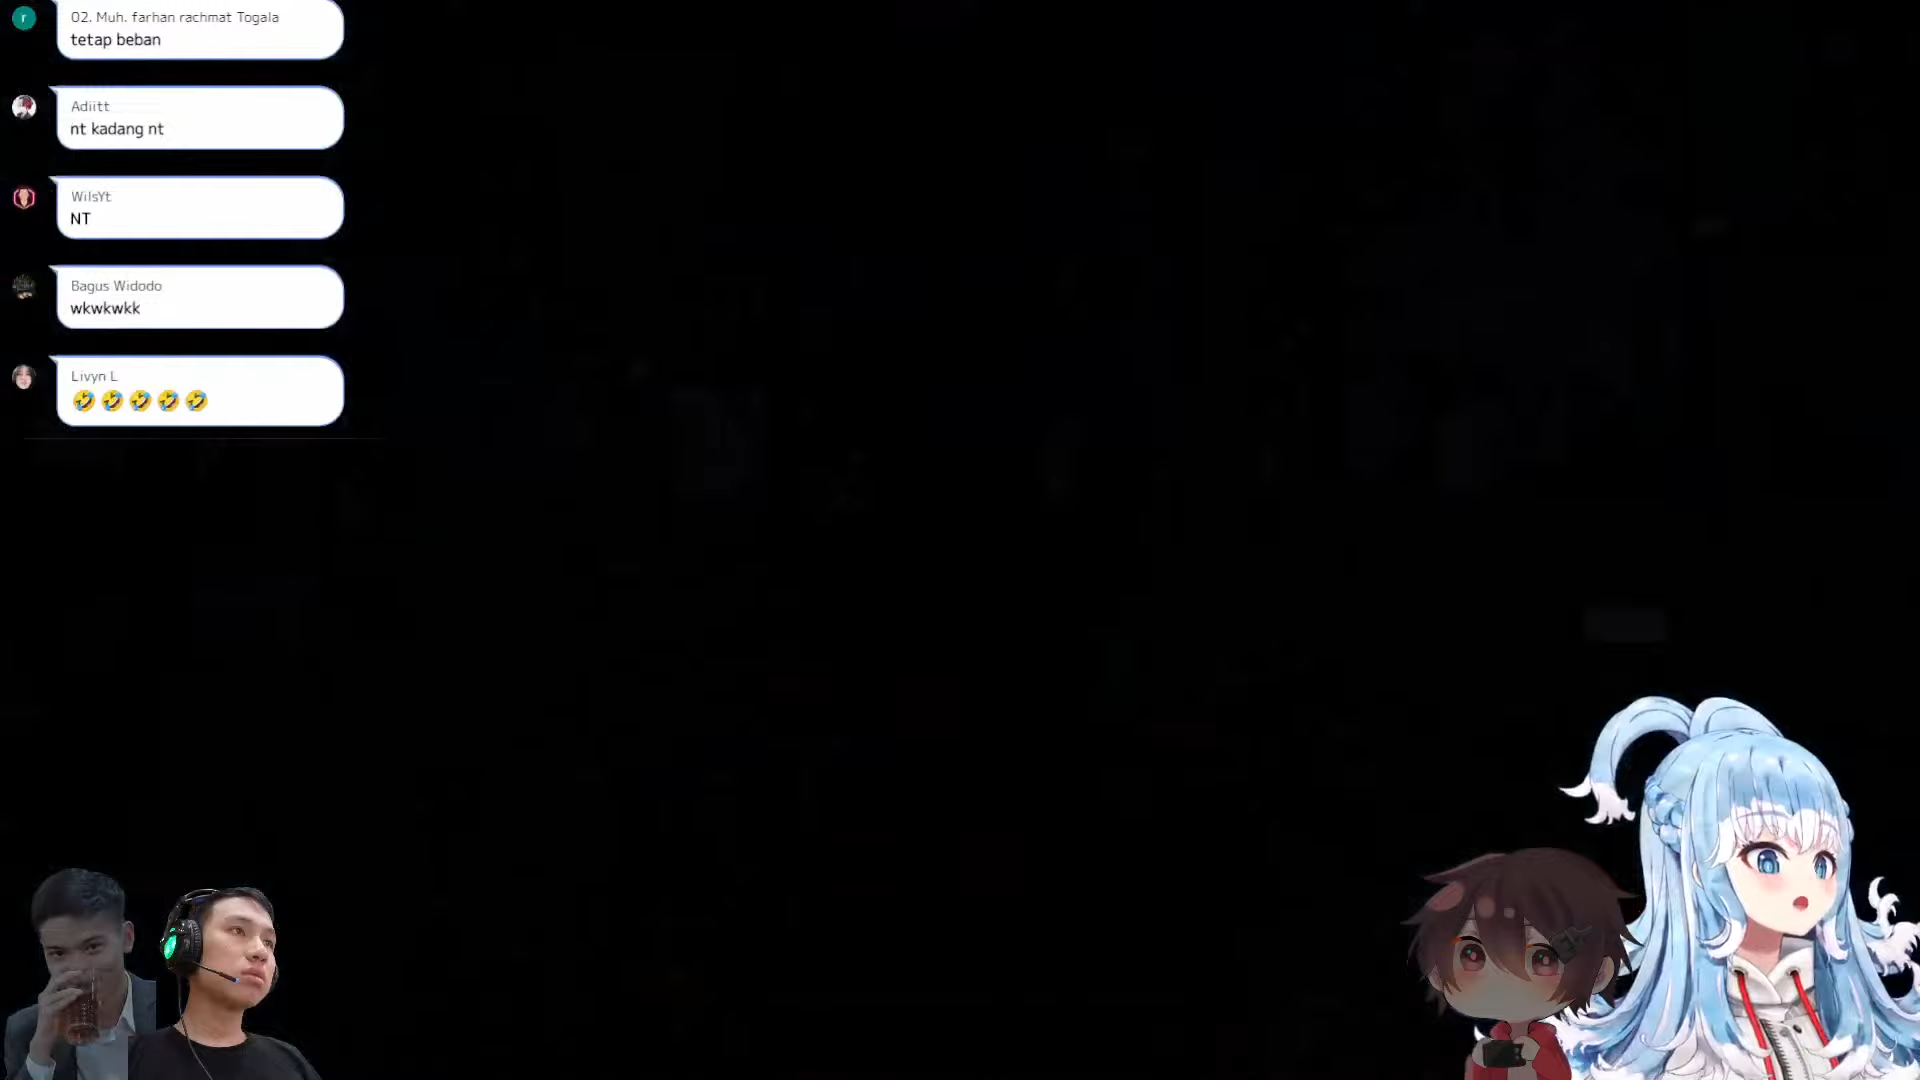 r
02. Muh. farhan rachmat Togala
tetap beban
Adiitt
nt kadang nt
WilsYt
NT
Bagus Widodo
wkwkwkk
Livyn L
🤣🤣🤣🤣🤣